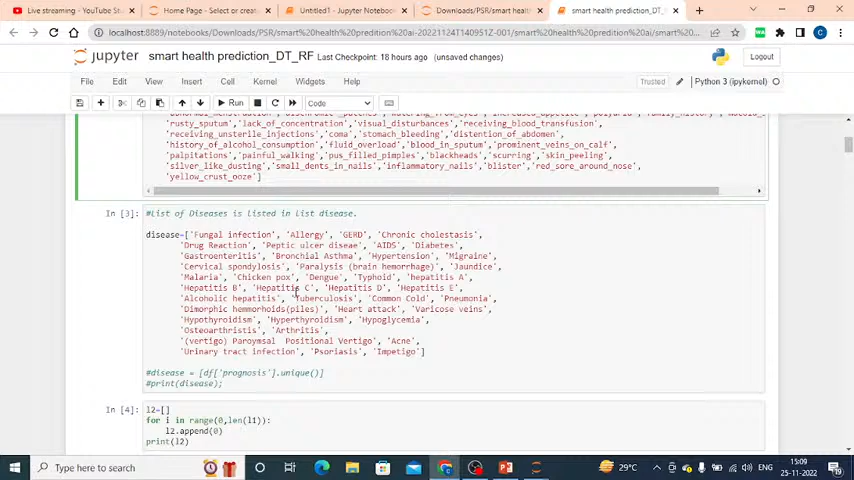 Live streaming - YouTube St
Home Page - Select or create
Untitled1 - Jupyter Notebook
Downloads/PSR/smart health
smart health prediction_DT_RF
localhost:8889/notebooks/Downloads/PSR/smart%20health%20prediction%20ai-20221124T140951Z-001/smart%20health%20prediction%20ai/smart%20
jupyter smart health prediction_DT_RF Last Checkpoint: 18 hours ago (unsaved changes)
Logout
File Edit View Insert Cell Kernel Widgets Help
Trusted Python 3 (ipykernel)
Run Code
'rusty_sputum','lack_of_concentration','visual_disturbances','receiving_blood_transfusion',
'receiving_unsterile_injections','coma','stomach_bleeding','distention_of_abdomen',
'history_of_alcohol_consumption','fluid_overload','blood_in_sputum','prominent_veins_on_calf',
'palpitations','painful_walking','pus_filled_pimples','blackheads','scurring','skin_peeling',
'silver_like_dusting','small_dents_in_nails','inflammatory_nails','blister','red_sore_around_nose',
'yellow_crust_ooze']
In [3]: #List of Diseases is listed in list disease.
disease=['Fungal infection', 'Allergy', 'GERD', 'Chronic cholestasis',
'Drug Reaction', 'Peptic ulcer diseae', 'AIDS', 'Diabetes',
'Gastroenteritis', 'Bronchial Asthma', 'Hypertension', 'Migraine',
'Cervical spondylosis', 'Paralysis (brain hemorrhage)', 'Jaundice',
'Malaria', 'Chicken pox', 'Dengue', 'Typhoid', 'hepatitis A',
'Hepatitis B', 'Hepatitis C', 'Hepatitis D', 'Hepatitis E',
'Alcoholic hepatitis', 'Tuberculosis', 'Common Cold', 'Pneumonia',
'Dimorphic hemmorhoids(piles)', 'Heart attack', 'Varicose veins',
'Hypothyroidism', 'Hyperthyroidism', 'Hypoglycemia',
'Osteoarthristis', 'Arthritis',
'(vertigo) Paroymsal  Positional Vertigo', 'Acne',
'Urinary tract infection', 'Psoriasis', 'Impetigo']
#disease = [df['prognosis'].unique()]
#print(disease);
In [4]: l2=[]
for i in range(0,len(l1)):
l2.append(0)
print(l2)
Type here to search
29°C
ENG
15:09
25-11-2022